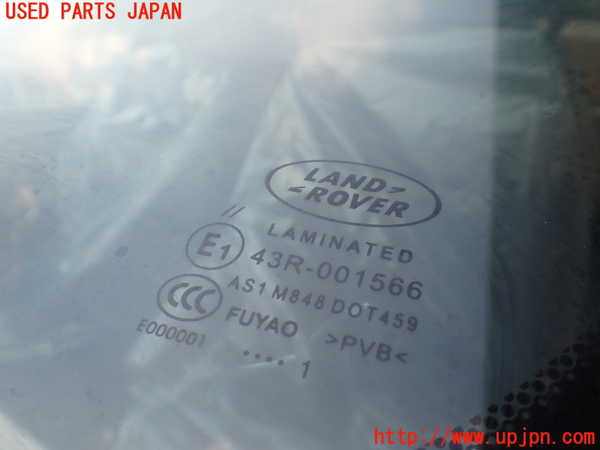 USED PARTS JAPAN
LAND
ROVER
//
LAMINATED
E1 43R-001566
CCC AS1 M848 DOT459
E000001 FUYAO >PVB<
.... 1
http://www.upjpn.com/